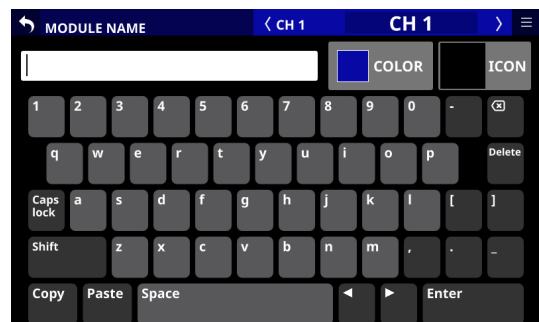 MODULE NAME 〈 CH 1 CH 1 〉
COLOR ICON
1 2 3 4 5 6 7 8 9 0 -
q w e r t y u i o p Delete
Caps lock a s d f g h j k l [ ]
Shift z x c v b n m , . _
Copy Paste Space ◄ ► Enter